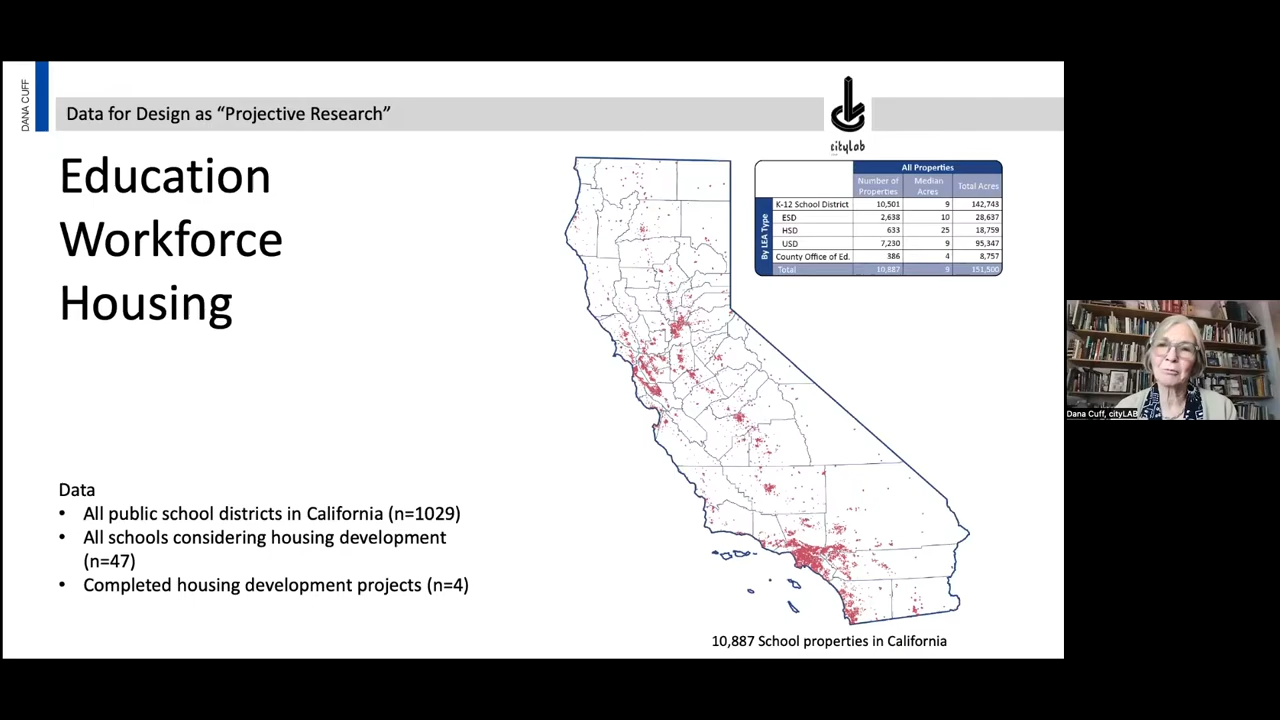 DANA CUFF
Data for Design as “Projective Research”
cityLab
Education
Workforce
Housing
All Properties
Number of Properties Median Acres Total Acres
By LEA Type
K-12 School District 10,501 9 142,743
ESD 2,638 10 28,637
HSD 633 25 18,759
USD 7,230 9 95,347
County Office of Ed. 386 4 8,757
Total 10,887 9 151,500
Dana Cuff, cityLAB
Data
• All public school districts in California (n=1029)
• All schools considering housing development
(n=47)
• Completed housing development projects (n=4)
10,887 School properties in California